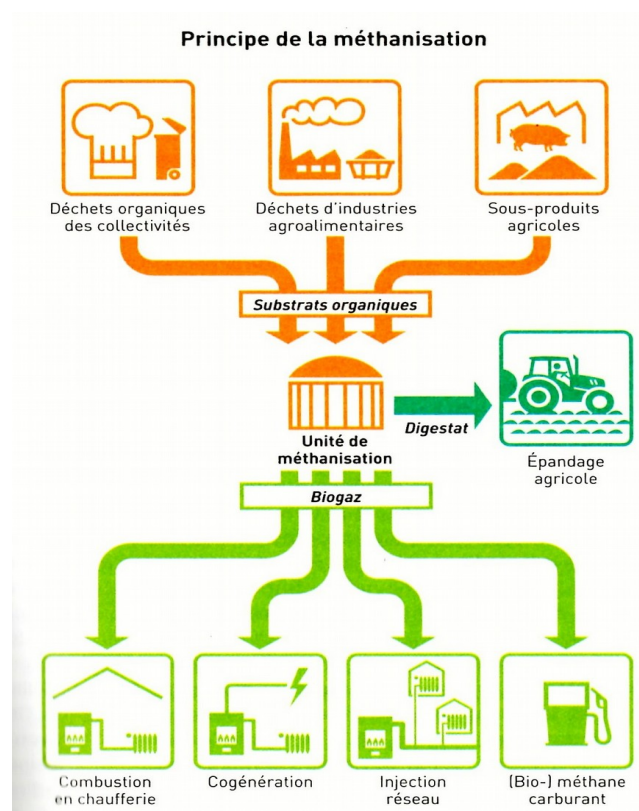 Principe de la méthanisation
Déchets organiques
des collectivités
Déchets d'industries
agroalimentaires
Sous-produits
agricoles
Substrats organiques
Unité de
méthanisation
Digestat
Épandage
agricole
Biogaz
Combustion
en chaufferie
Cogénération
Injection
réseau
(Bio-) méthane
carburant